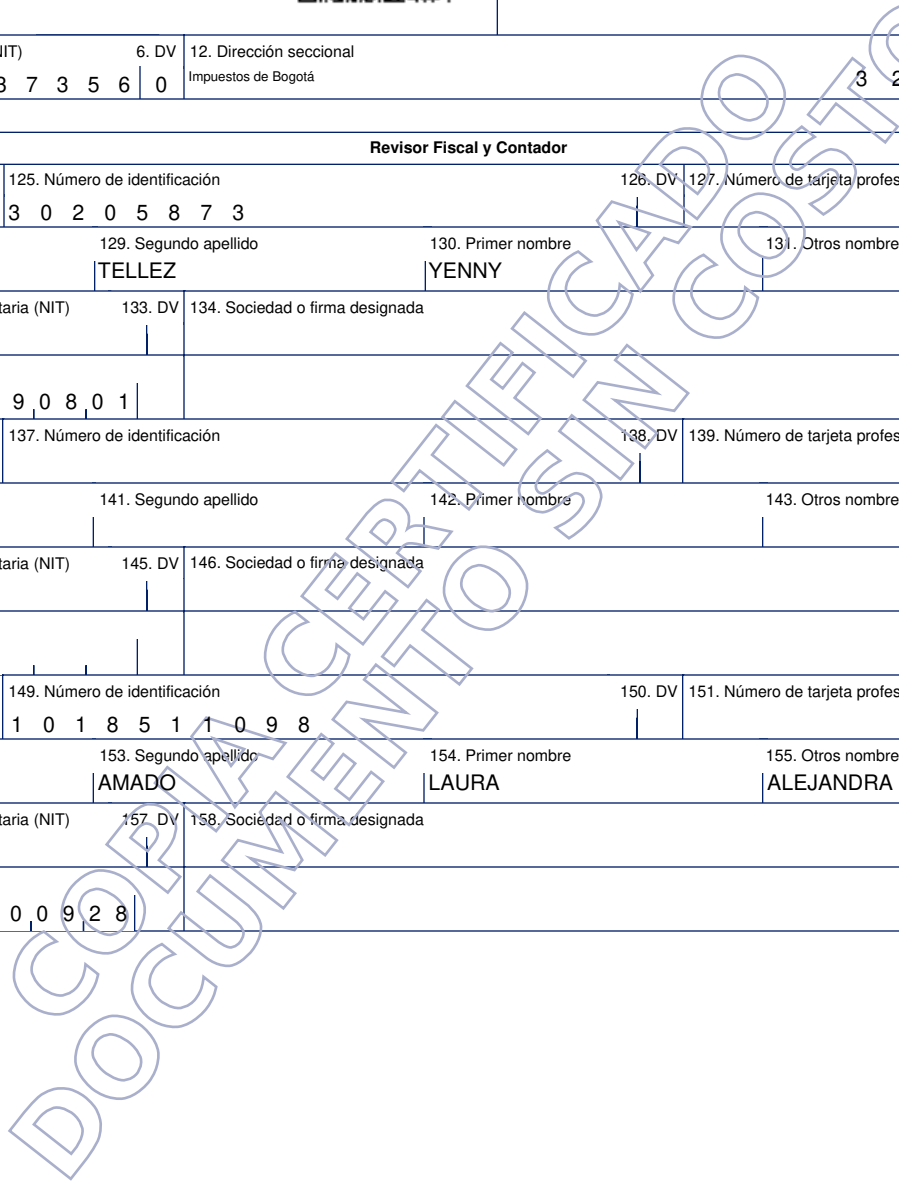 6. DV 12. Dirección seccional
7 3 5 6 0 Impuestos de Bogotá 3 2
Revisor Fiscal y Contador
125. Número de identificación 126. DV 127. Número de tarjeta profes
3 0 2 0 5 8 7 3
129. Segundo apellido 130. Primer nombre 131. Otros nombre
TELLEZ YENNY
taria (NIT) 133. DV 134. Sociedad o firma designada
9 0 8 0 1
137. Número de identificación 138. DV 139. Número de tarjeta profes
141. Segundo apellido 142. Primer nombre 143. Otros nombre
taria (NIT) 145. DV 146. Sociedad o firma designada
149. Número de identificación 150. DV 151. Número de tarjeta profes
1 0 1 8 5 1 1 0 9 8
153. Segundo apellido 154. Primer nombre 155. Otros nombre
AMADO LAURA ALEJANDRA
taria (NIT) 157. DV 158. Sociedad o firma designada
0 0 9 2 8
COPIA CERTIFICADO
DOCUMENTO SIN COSTO